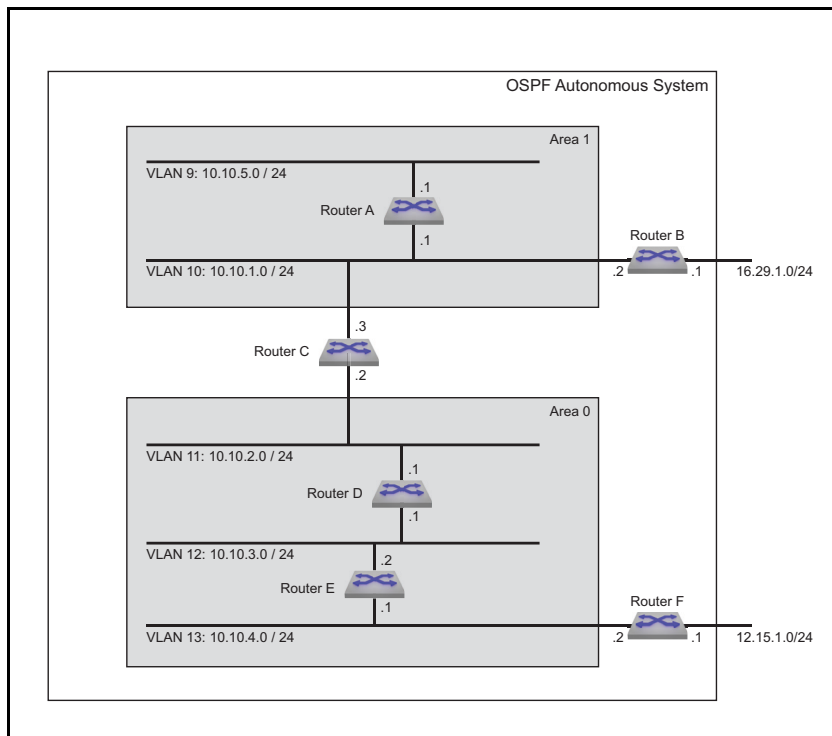 OSPF Autonomous System
Area 1
VLAN 9: 10.10.5.0 / 24
.1
Router A
.1
Router B
VLAN 10: 10.10.1.0 / 24
.2
.1
16.29.1.0/24
.3
Router C
.2
Area 0
VLAN 11: 10.10.2.0 / 24
.1
Router D
.1
VLAN 12: 10.10.3.0 / 24
.2
Router E
.1
Router F
VLAN 13: 10.10.4.0 / 24
.2
.1
12.15.1.0/24